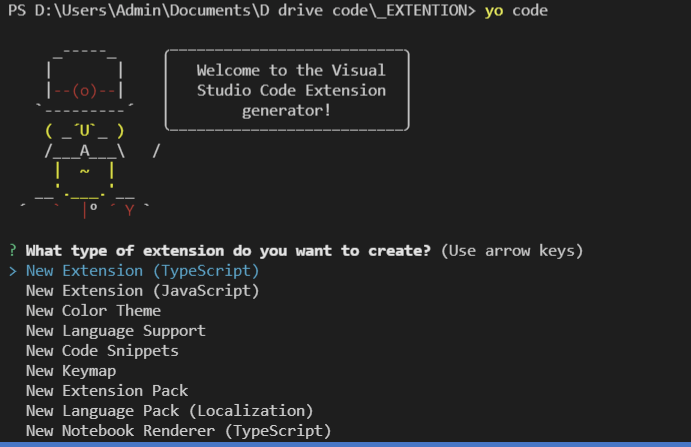 PS D:\Users\Admin\Documents\D drive code\_EXTENTION> yo code
     _-----_     ╭──────────────────────────╮
    |       |    │   Welcome to the Visual  │
    |--(o)--|    │   Studio Code Extension  │
   `---------´   │        generator!        │
    ( _´U`_ )    ╰──────────────────────────╯
    /___A___\   /
     |  ~  |
   __'.___.'__
 ´   `  |° ´ Y `
? What type of extension do you want to create? (Use arrow keys)
> New Extension (TypeScript)
  New Extension (JavaScript)
  New Color Theme
  New Language Support
  New Code Snippets
  New Keymap
  New Extension Pack
  New Language Pack (Localization)
  New Notebook Renderer (TypeScript)